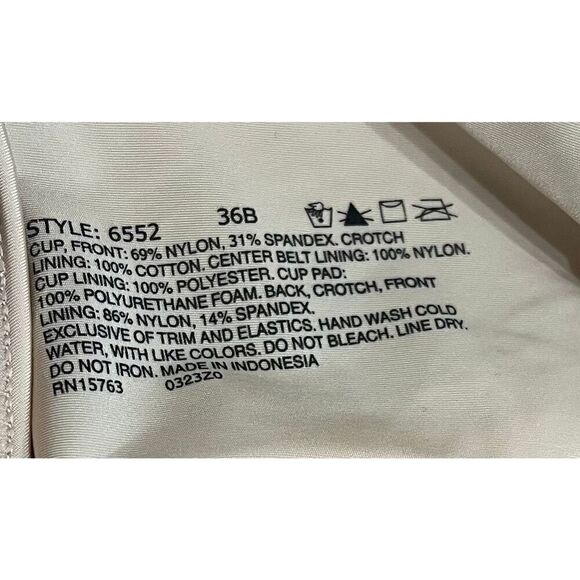 STYLE: 6552 36B
CUP, FRONT: 69% NYLON, 31% SPANDEX. CROTCH
LINING: 100% COTTON. CENTER BELT LINING: 100% NYLON.
CUP LINING: 100% POLYESTER. CUP PAD:
100% POLYURETHANE FOAM. BACK, CROTCH, FRONT
LINING: 86% NYLON, 14% SPANDEX.
EXCLUSIVE OF TRIM AND ELASTICS. HAND WASH COLD
WATER, WITH LIKE COLORS. DO NOT BLEACH. LINE DRY.
DO NOT IRON. MADE IN INDONESIA
RN15763 0323Z0